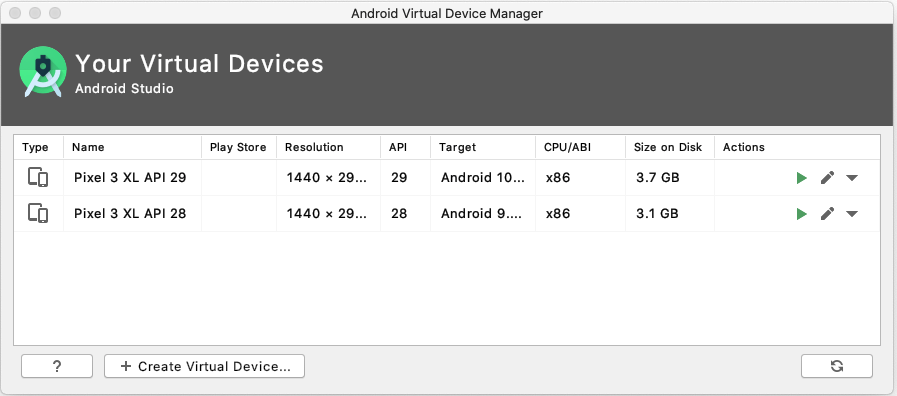 Android Virtual Device Manager
Your Virtual Devices
Android Studio
Type Name Play Store Resolution API Target CPU/ABI Size on Disk Actions
Pixel 3 XL API 29 1440 × 29... 29 Android 10... x86 3.7 GB
Pixel 3 XL API 28 1440 × 29... 28 Android 9.... x86 3.1 GB
? + Create Virtual Device...